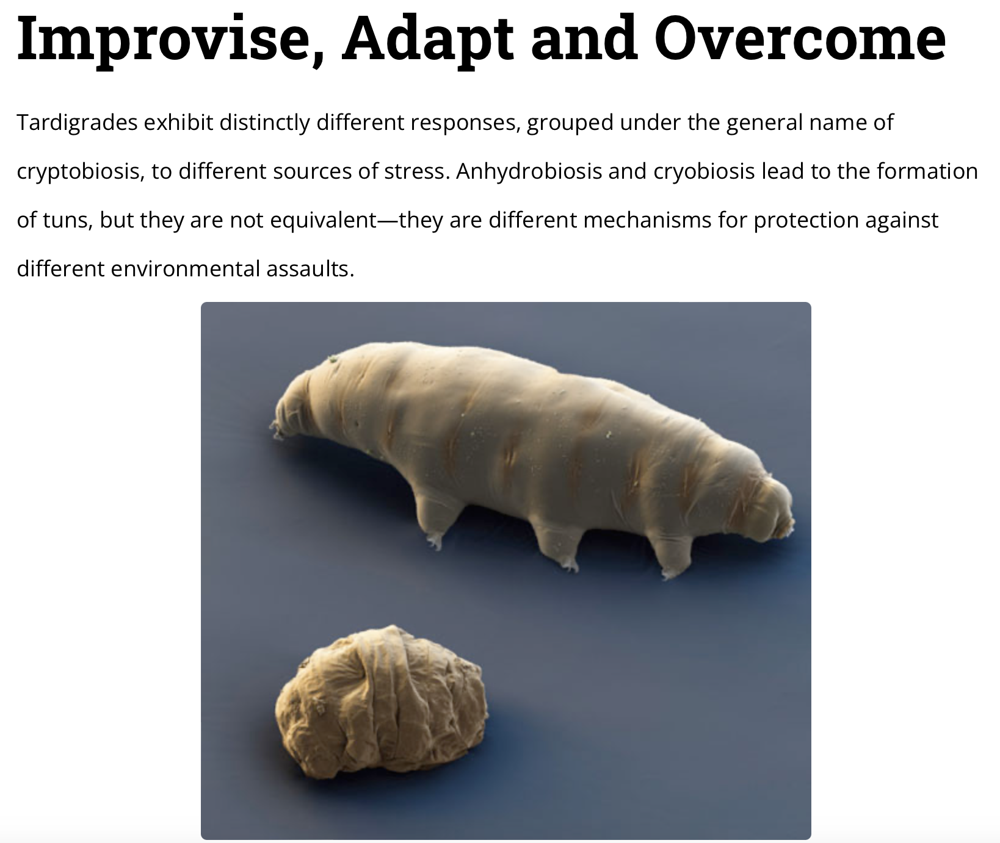 Improvise, Adapt and Overcome
Tardigrades exhibit distinctly different responses, grouped under the general name of
cryptobiosis, to different sources of stress. Anhydrobiosis and cryobiosis lead to the formation
of tuns, but they are not equivalent—they are different mechanisms for protection against
different environmental assaults.